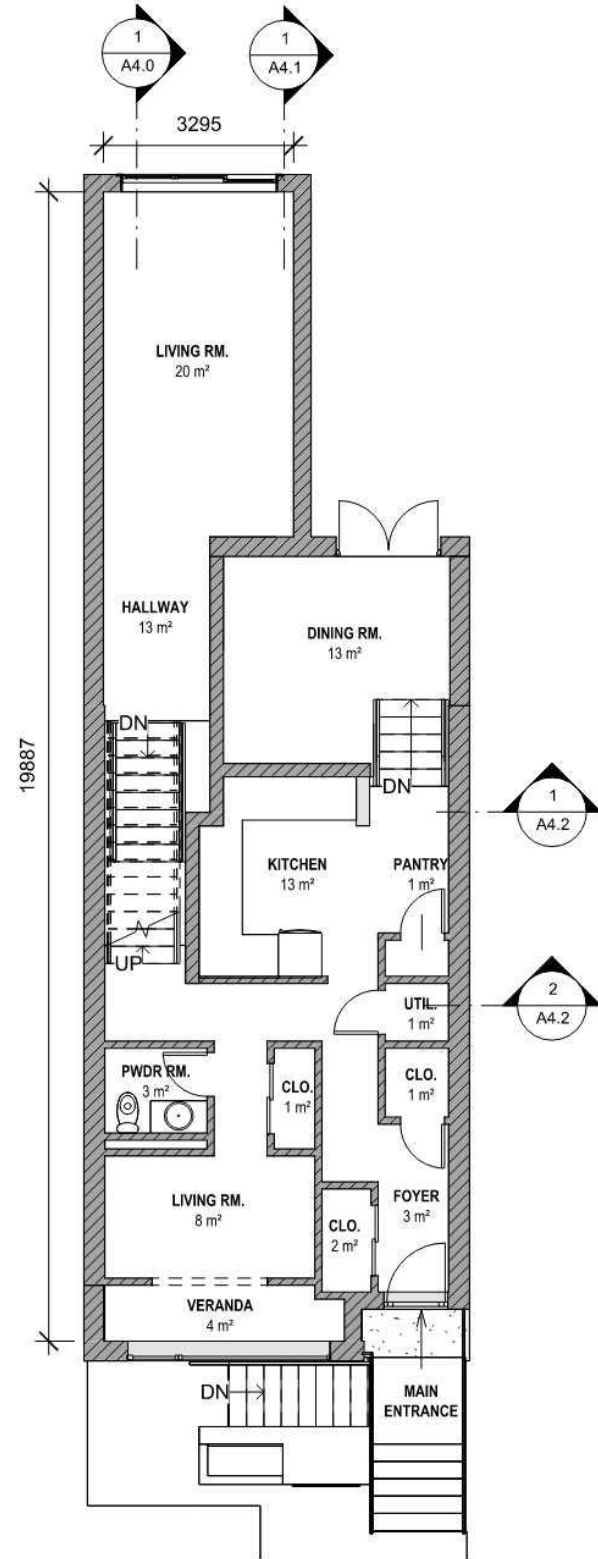 1
A4.0
1
A4.1
3295
LIVING RM.
20 m²
HALLWAY
13 m²
DINING RM.
13 m²
DN
19887
DN
1
A4.2
KITCHEN
13 m²
PANTRY
1 m²
UP
UTIL.
1 m²
2
A4.2
PWDR RM.
3 m²
CLO.
1 m²
CLO.
1 m²
LIVING RM.
8 m²
FOYER
3 m²
CLO.
2 m²
VERANDA
4 m²
DN
MAIN
ENTRANCE